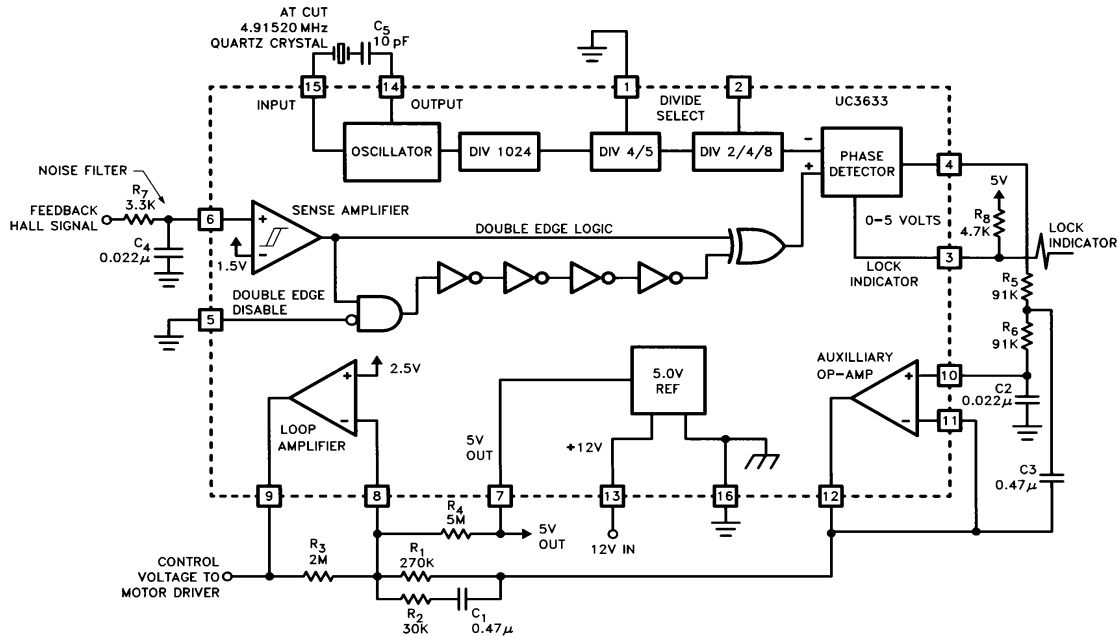 AT CUT
4.91520 MHz
QUARTZ CRYSTAL
C5
10 pF
15
14
1
2
INPUT
OUTPUT
DIVIDE
SELECT
UC3633
OSCILLATOR
DIV 1024
DIV 4/5
DIV 2/4/8
PHASE
DETECTOR
-
+
4
NOISE FILTER
R7
3.3K
FEEDBACK
HALL SIGNAL
6
C4
0.022μ
SENSE AMPLIFIER
+
-
1.5V
DOUBLE EDGE LOGIC
0-5 VOLTS
5V
R8
4.7K
LOCK
INDICATOR
3
LOCK
INDICATOR
DOUBLE EDGE
DISABLE
5
R5
91K
R6
91K
2.5V
+
-
LOOP
AMPLIFIER
5.0V
REF
AUXILLIARY
OP-AMP
+
-
10
11
C2
0.022μ
5V
OUT
+12V
C3
0.47μ
9
8
7
13
16
12
R4
5M
5V
OUT
12V IN
CONTROL
VOLTAGE TO
MOTOR DRIVER
R3
2M
R1
270K
R2
30K
C1
0.47μ